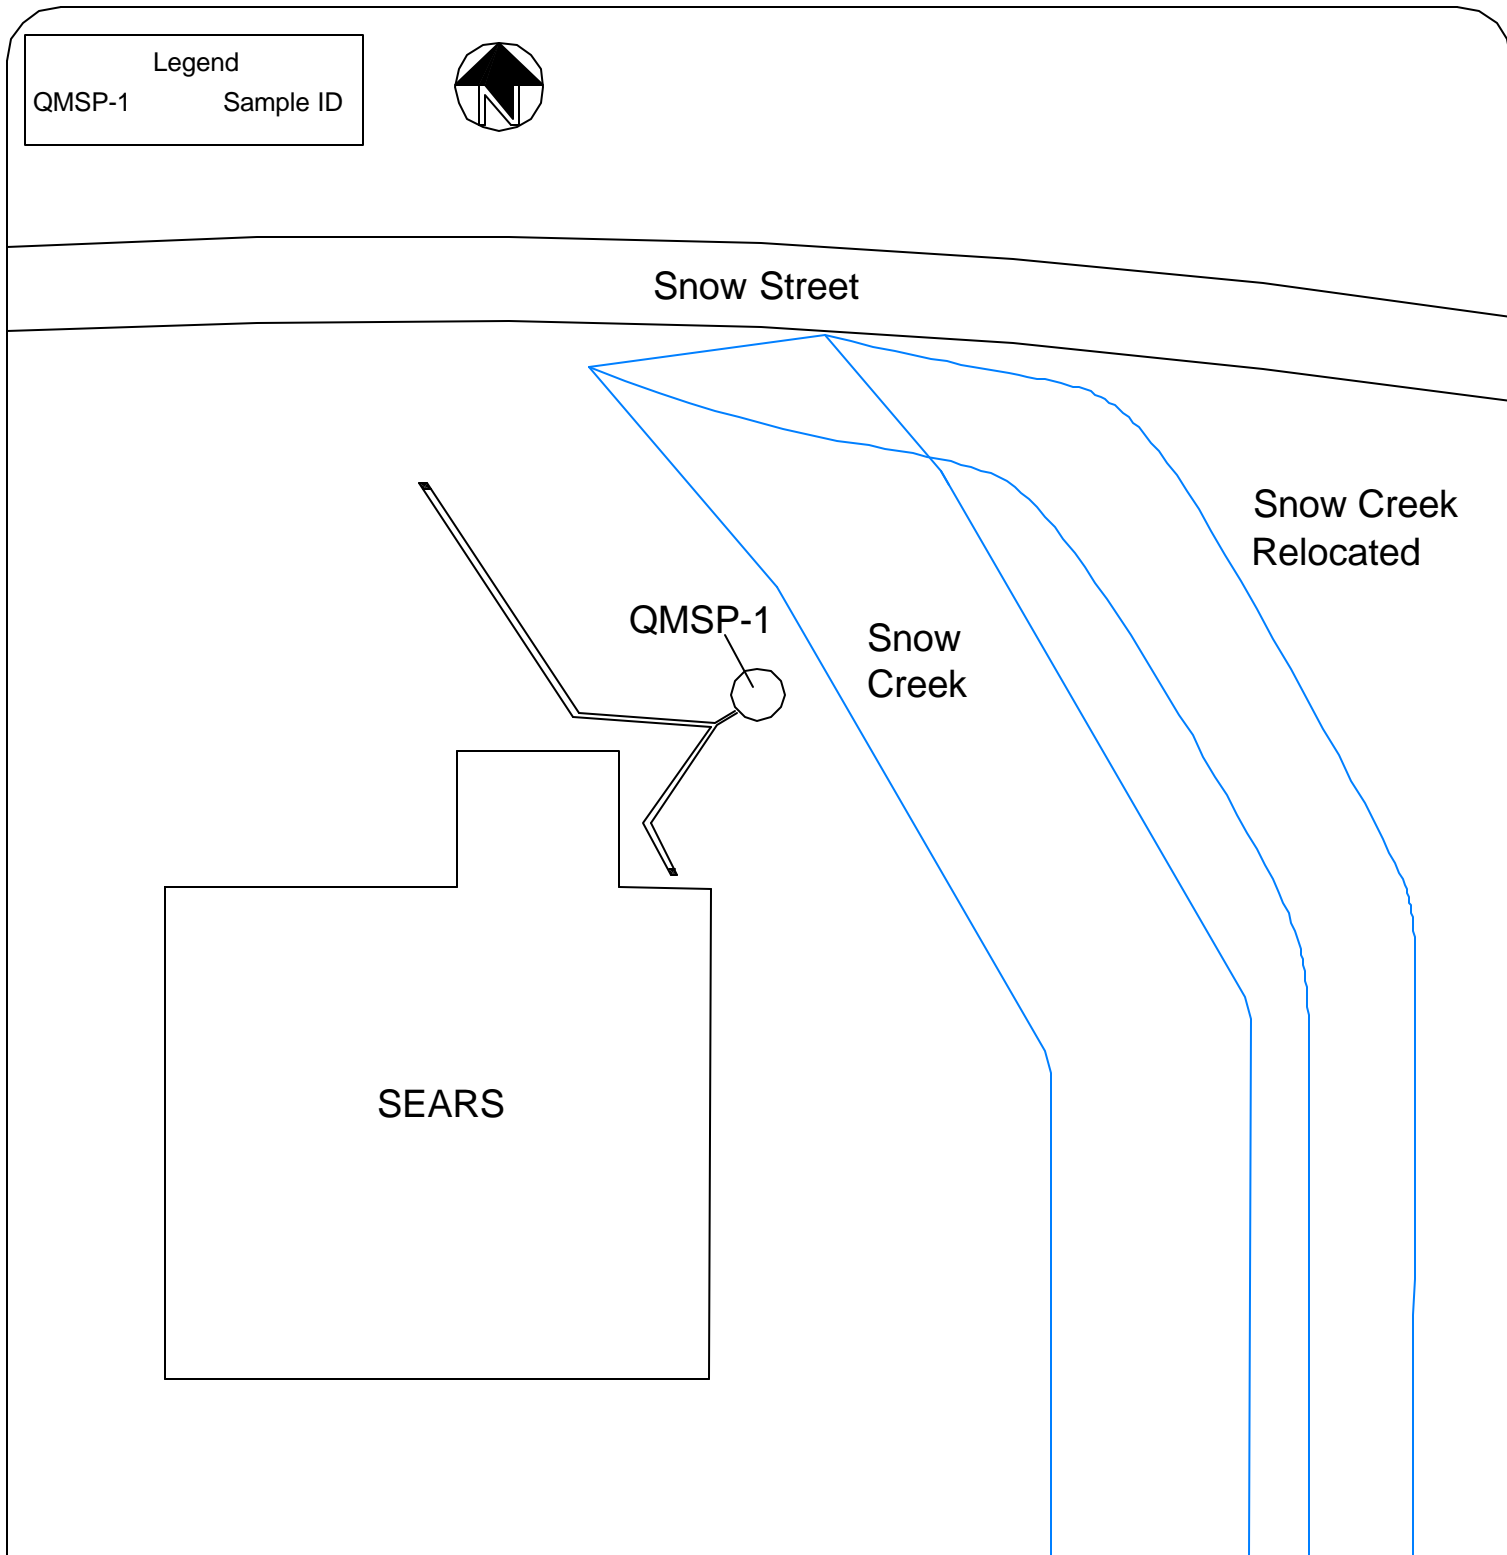 Legend
QMSP-1 Sample ID
N
Snow Street
Snow Creek
Relocated
QMSP-1
Snow
Creek
SEARS